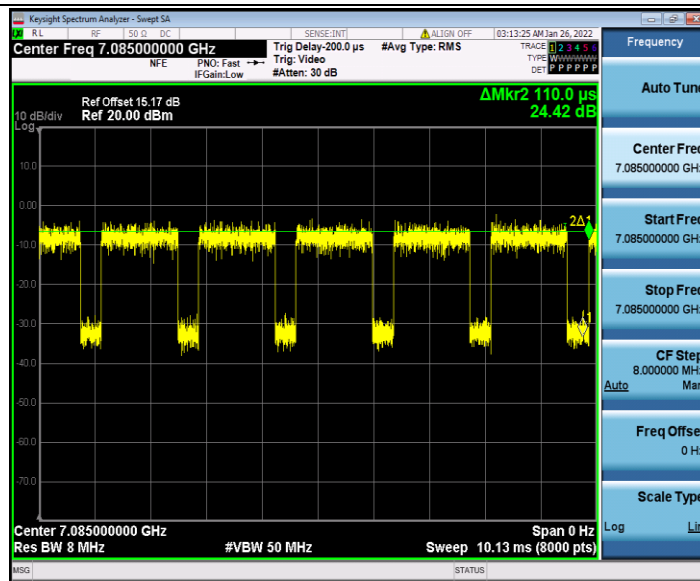 Keysight Spectrum Analyzer - Swept SA
RL RF 50 Ω DC SENSE:INT ALIGN OFF 03:13:25 AM Jan 26, 2022
Center Freq 7.085000000 GHz
NFE PNO: Fast IFGain:Low
Trig Delay-200.0 µs #Avg Type: RMS
Trig: Video
#Atten: 30 dB
TRACE 1 2 3 4 5 6
TYPE WWWWWW
DET P P P P P P
Frequency
Auto Tune
Ref Offset 15.17 dB
10 dB/div Ref 20.00 dBm
Log
ΔMkr2 110.0 µs
24.42 dB
10.0
0.00
-10.0
-20.0
-30.0
-40.0
-50.0
-60.0
-70.0
2Δ1
1
Center 7.085000000 GHz Span 0 Hz
Res BW 8 MHz #VBW 50 MHz Sweep 10.13 ms (8000 pts)
Center Freq
7.085000000 GHz
Start Freq
7.085000000 GHz
Stop Freq
7.085000000 GHz
CF Step
8.000000 MHz
Auto Man
Freq Offset
0 Hz
Scale Type
Log Lin
MSG STATUS